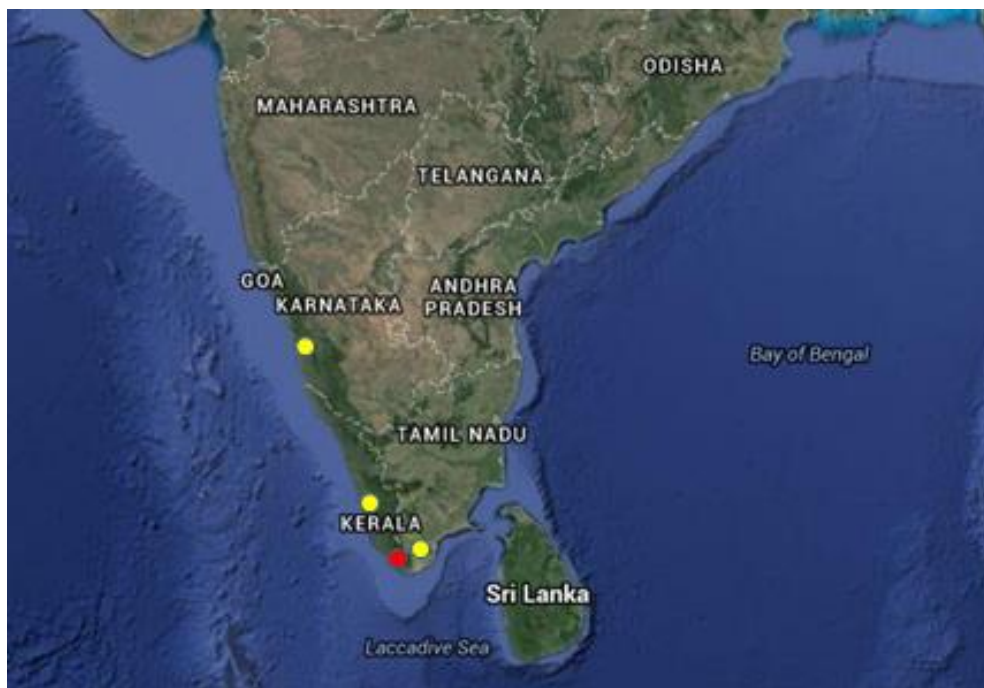 ODISHA
MAHARASHTRA
TELANGANA
GOA
KARNATAKA
ANDHRA
PRADESH
Bay of Bengal
TAMIL NADU
KERALA
Sri Lanka
Laccadive Sea